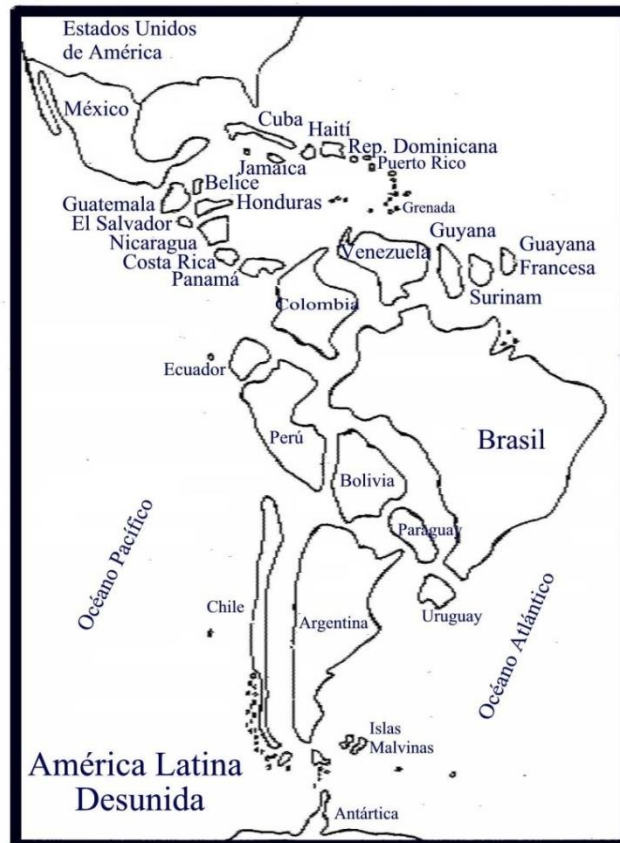 Estados Unidos
de América
México
Cuba
Haití
Rep. Dominicana
Jamaica
Puerto Rico
Belice
Guatemala
Honduras
Grenada
El Salvador
Nicaragua
Costa Rica
Panamá
Venezuela
Guyana
Guayana
Francesa
Surinam
Colombia
Ecuador
Perú
Brasil
Bolivia
Paraguay
Océano Pacífico
Chile
Argentina
Uruguay
Océano Atlántico
Islas
Malvinas
América Latina
Desunida
Antártica